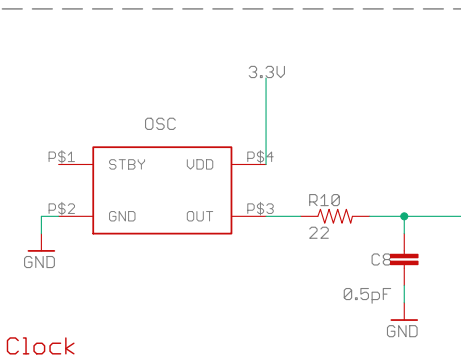 3.3V
OSC
P$1 STBY VDD P$4
P$2 GND OUT P$3
R10
22
GND
C8
0.5pF
GND
Clock